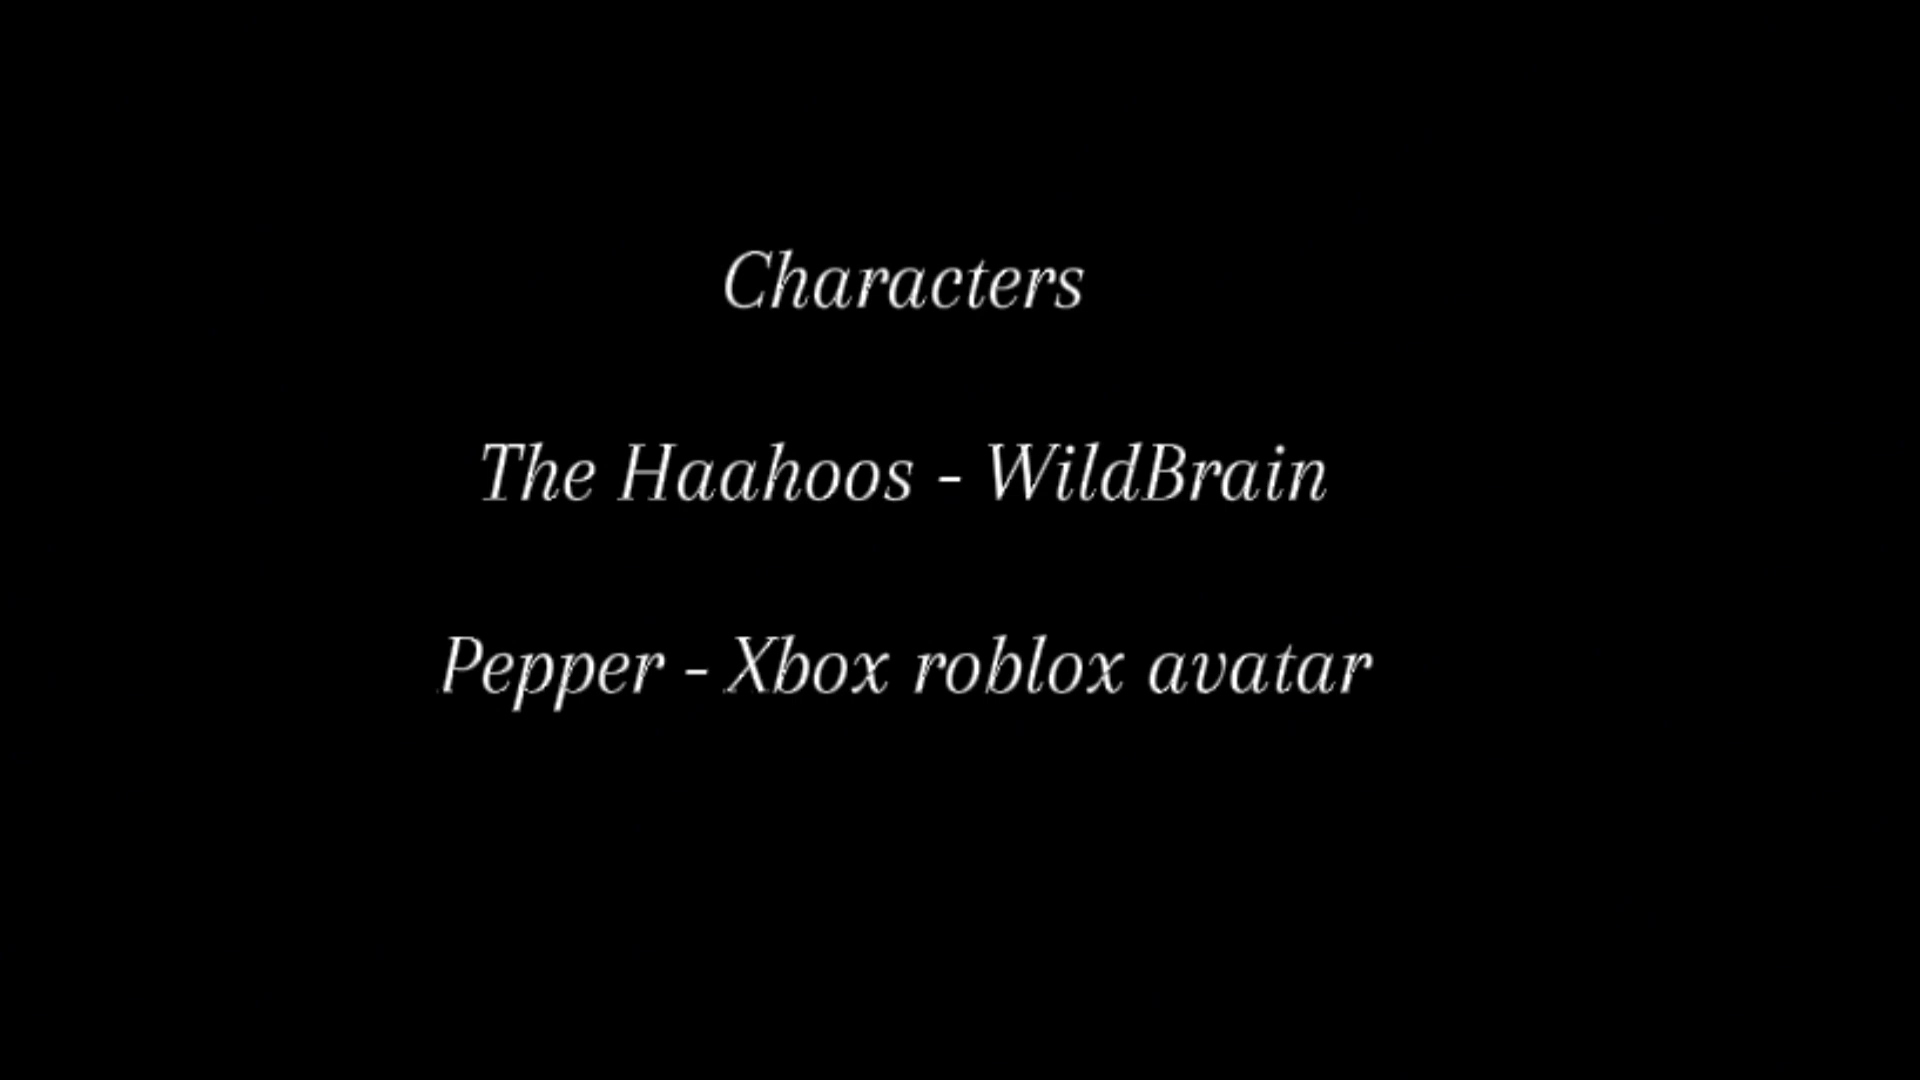 Characters
The Haahoos - WildBrain
Pepper - Xbox roblox avatar